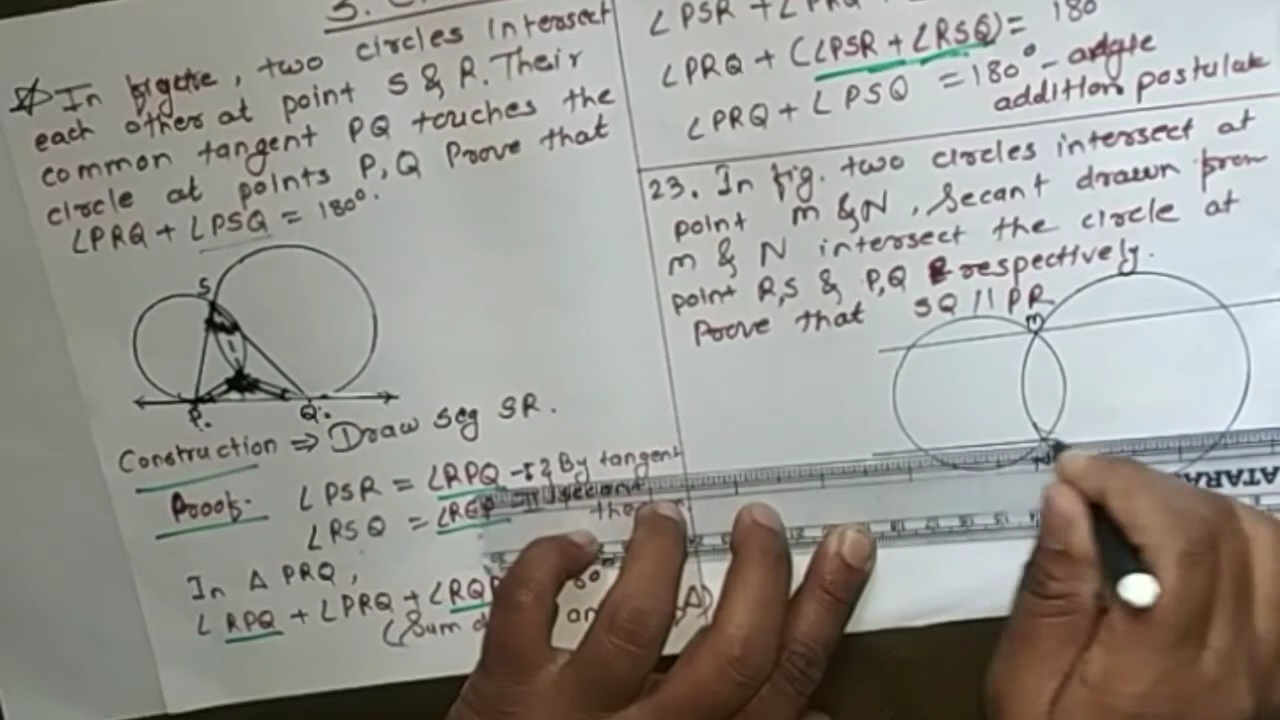 In figure, two circles intersect
each other at point S & R. Their
common tangent PQ touches the
circle at points P, Q Prove that
∠PRQ + ∠PSQ = 180°.
S
P.
Q.
Construction ⇒ Draw seg SR.
Proof:- ∠PSR = ∠RPQ - By tangent
∠RSQ = secant
In Δ PRQ,
∠RPQ + ∠PRQ +
(Sum
∠PSR +
∠PRQ + (∠PSR + ∠RSQ) = 180
∠PRQ + ∠PSQ = 180° - angle
addition postulate
23. In fig. two circles intersect at
point M & N, Secant drawn from
M & N intersect the circle at
point R,S & P,Q respectively.
Prove that SQ // PR
M
ATARA